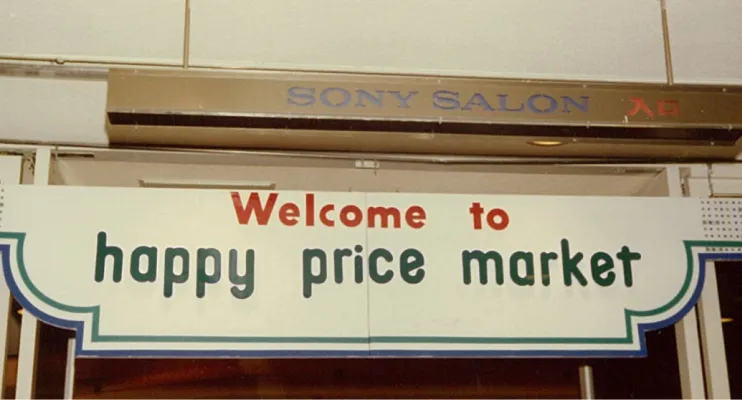 SONY SALON 入口
Welcome to
happy price market